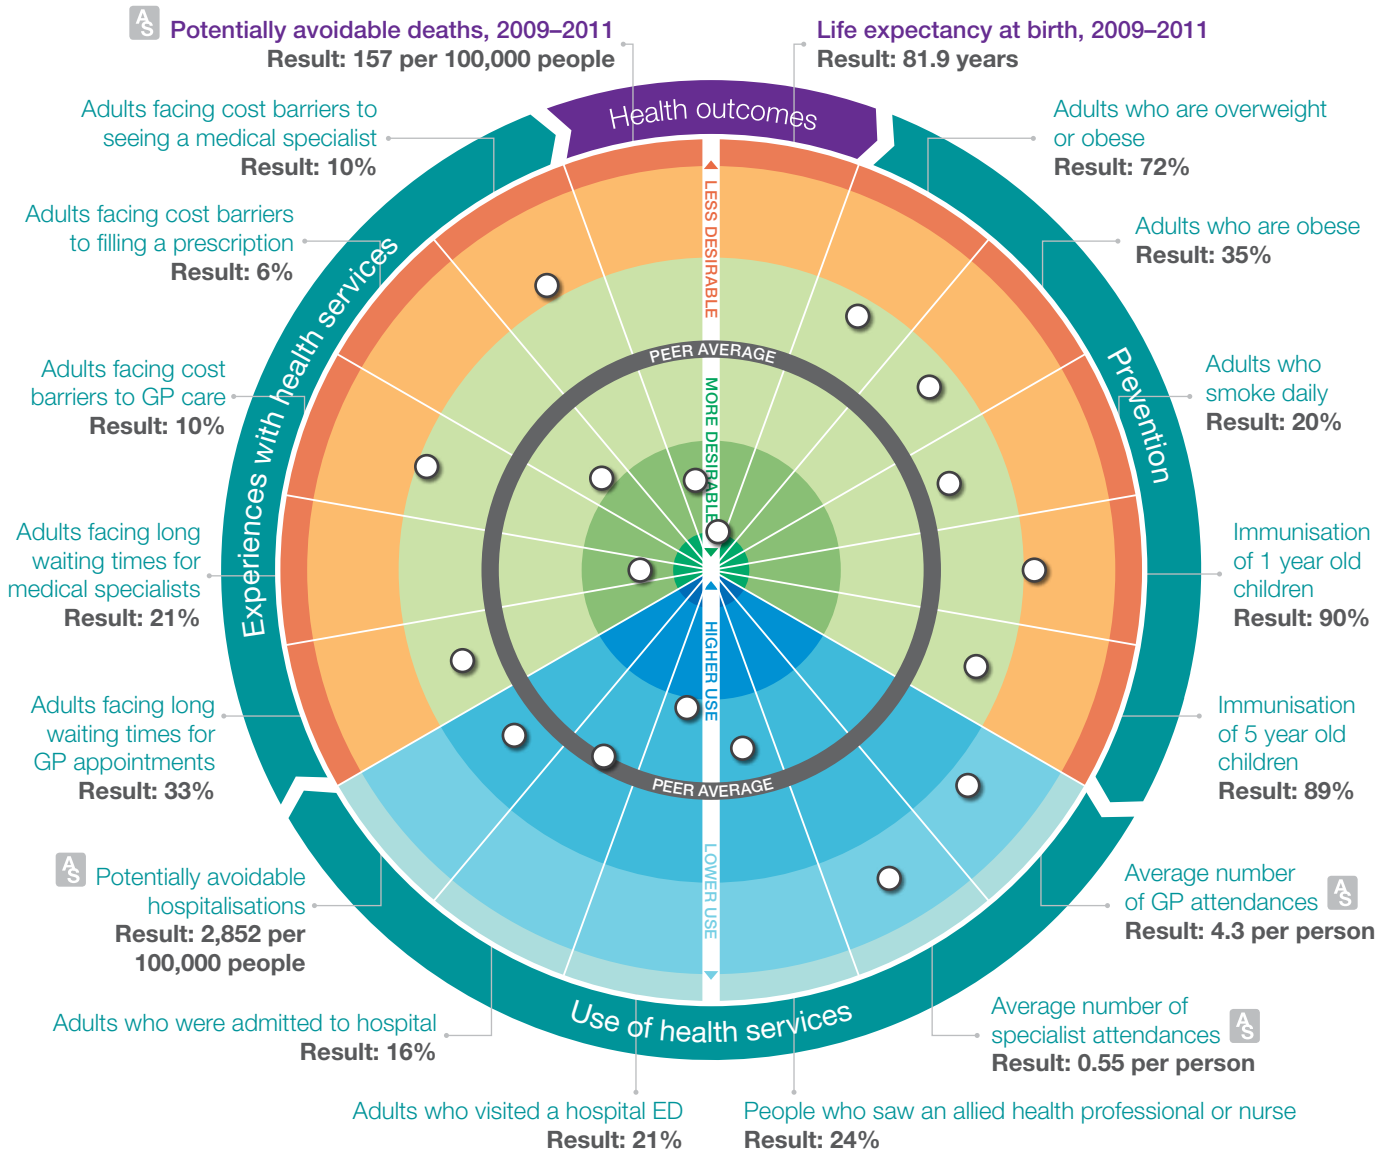 AS Potentially avoidable deaths, 2009–2011
Result: 157 per 100,000 people
Life expectancy at birth, 2009–2011
Result: 81.9 years
Adults facing cost barriers to
seeing a medical specialist
Result: 10%
Health outcomes
Adults who are overweight
or obese
Result: 72%
Adults facing cost barriers
to filling a prescription
Result: 6%
Adults who are obese
Result: 35%
Adults facing cost
barriers to GP care
Result: 10%
Adults who
smoke daily
Result: 20%
Experiences with health services
Prevention
LESS DESIRABLE
PEER AVERAGE
MORE DESIRABLE
Adults facing long
waiting times for
medical specialists
Result: 21%
Immunisation
of 1 year old
children
Result: 90%
HIGHER USE
PEER AVERAGE
LOWER USE
Adults facing long
waiting times for
GP appointments
Result: 33%
Immunisation
of 5 year old
children
Result: 89%
AS Potentially avoidable
hospitalisations
Result: 2,852 per
100,000 people
Average number
of GP attendances AS
Result: 4.3 per person
Use of health services
Adults who were admitted to hospital
Result: 16%
Average number of
specialist attendances AS
Result: 0.55 per person
Adults who visited a hospital ED
Result: 21%
People who saw an allied health professional or nurse
Result: 24%